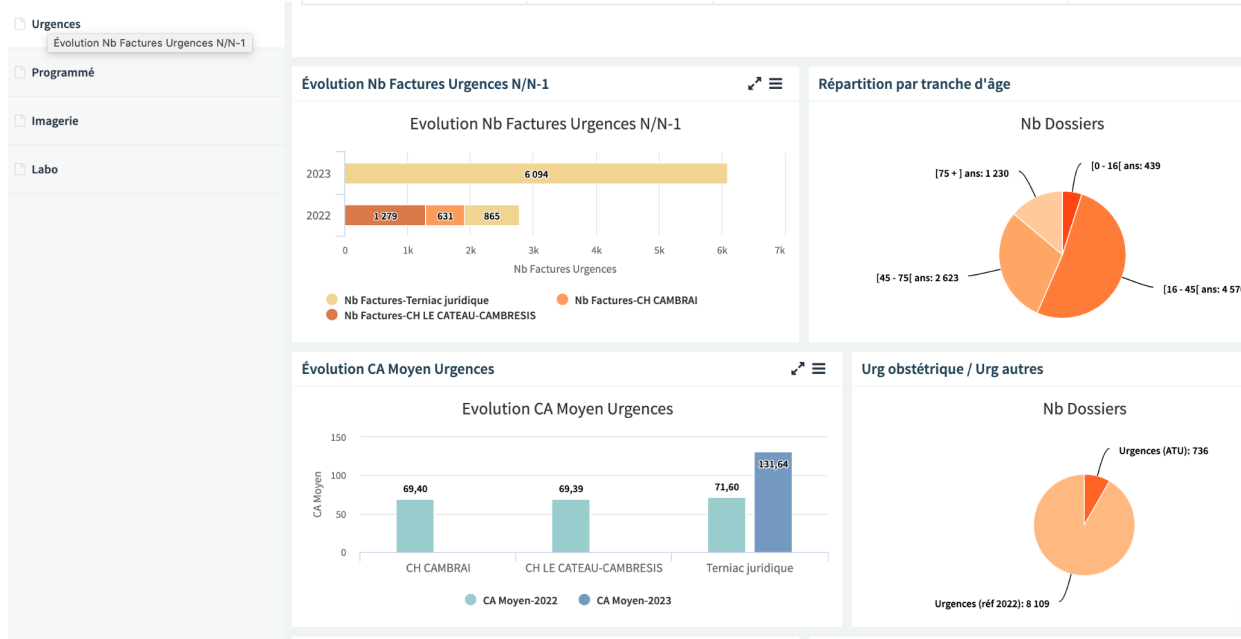 Urgences
Évolution Nb Factures Urgences N/N-1
Programmé
Imagerie
Labo
Évolution Nb Factures Urgences N/N-1
Evolution Nb Factures Urgences N/N-1
2023
6 094
2022
1 279 631 865
0 1k 2k 3k 4k 5k 6k 7k
Nb Factures Urgences
Nb Factures-Terniac juridique
Nb Factures-CH CAMBRAI
Nb Factures-CH LE CATEAU-CAMBRESIS
Répartition par tranche d'âge
Nb Dossiers
[0 - 16[ ans: 439
[75 + ] ans: 1 230
[45 - 75[ ans: 2 623
[16 - 45[ ans: 4 57
Évolution CA Moyen Urgences
Evolution CA Moyen Urgences
150
100
50
0
CA Moyen
69,40
69,39
71,60
131,64
CH CAMBRAI
CH LE CATEAU-CAMBRESIS
Terniac juridique
CA Moyen-2022
CA Moyen-2023
Urg obstétrique / Urg autres
Nb Dossiers
Urgences (ATU): 736
Urgences (réf 2022): 8 109